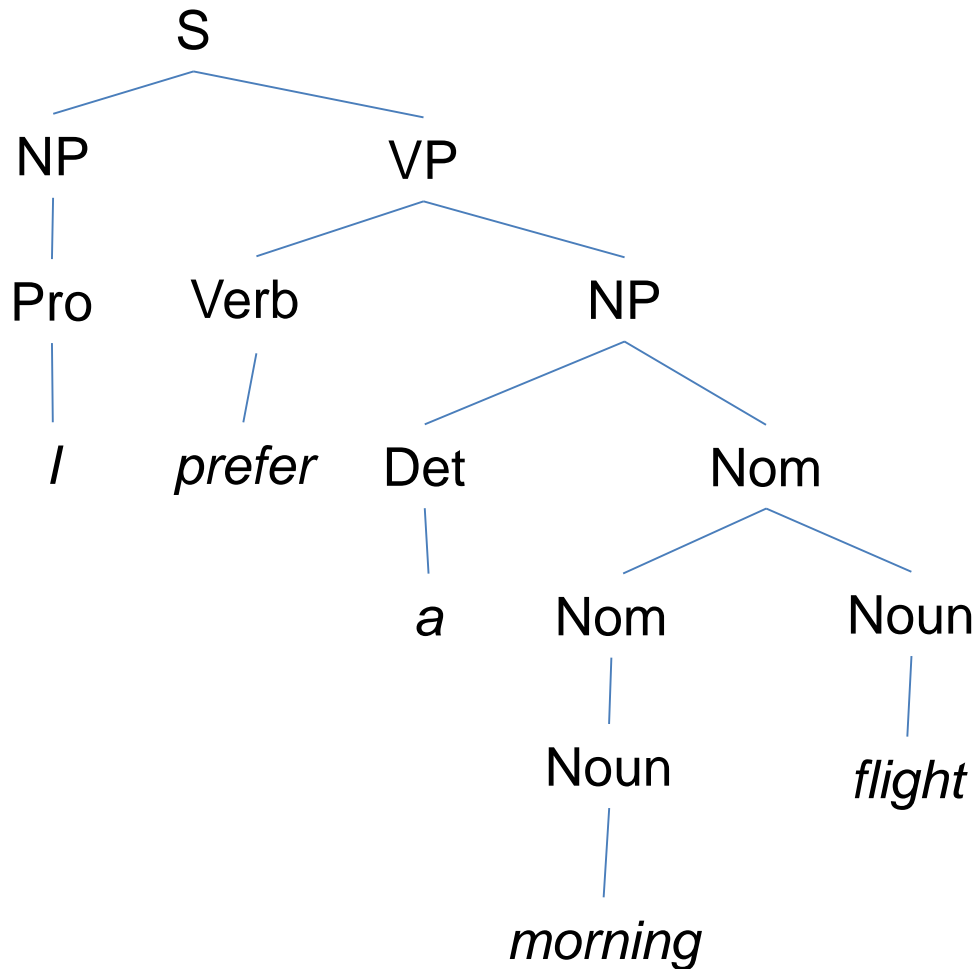 S
NP VP
Pro Verb NP
I prefer Det Nom
a Nom Noun
Noun flight
morning